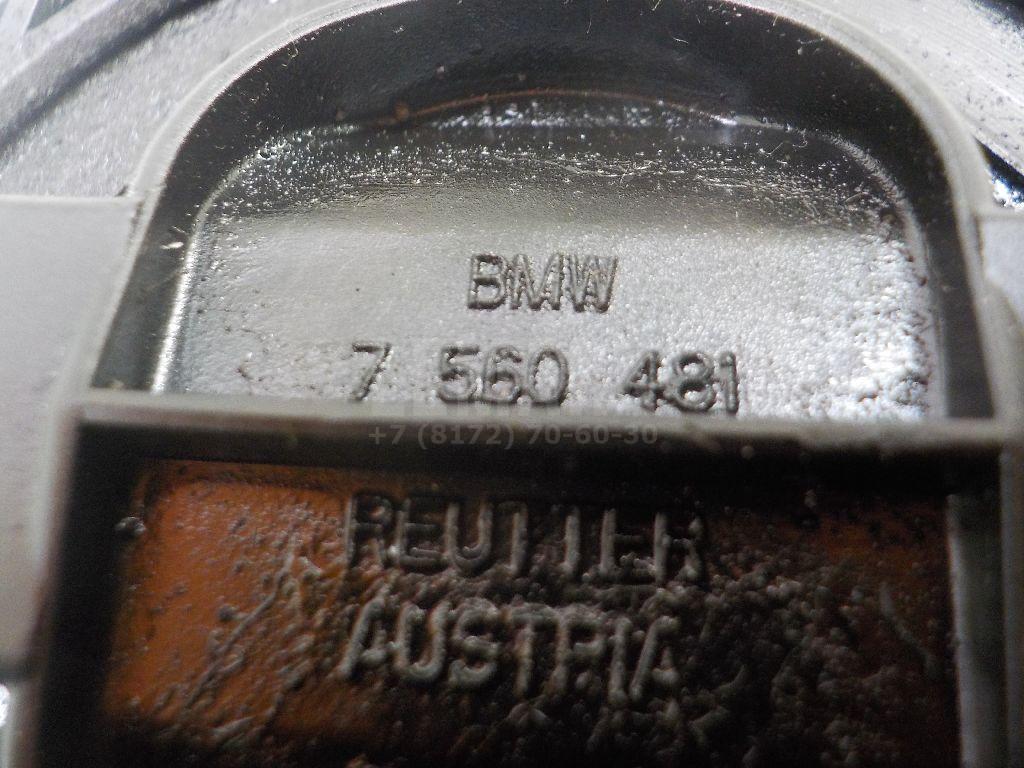 BMW
7 560 481
+7 (8172) 70-60-30
REUTTER
AUSTRIA